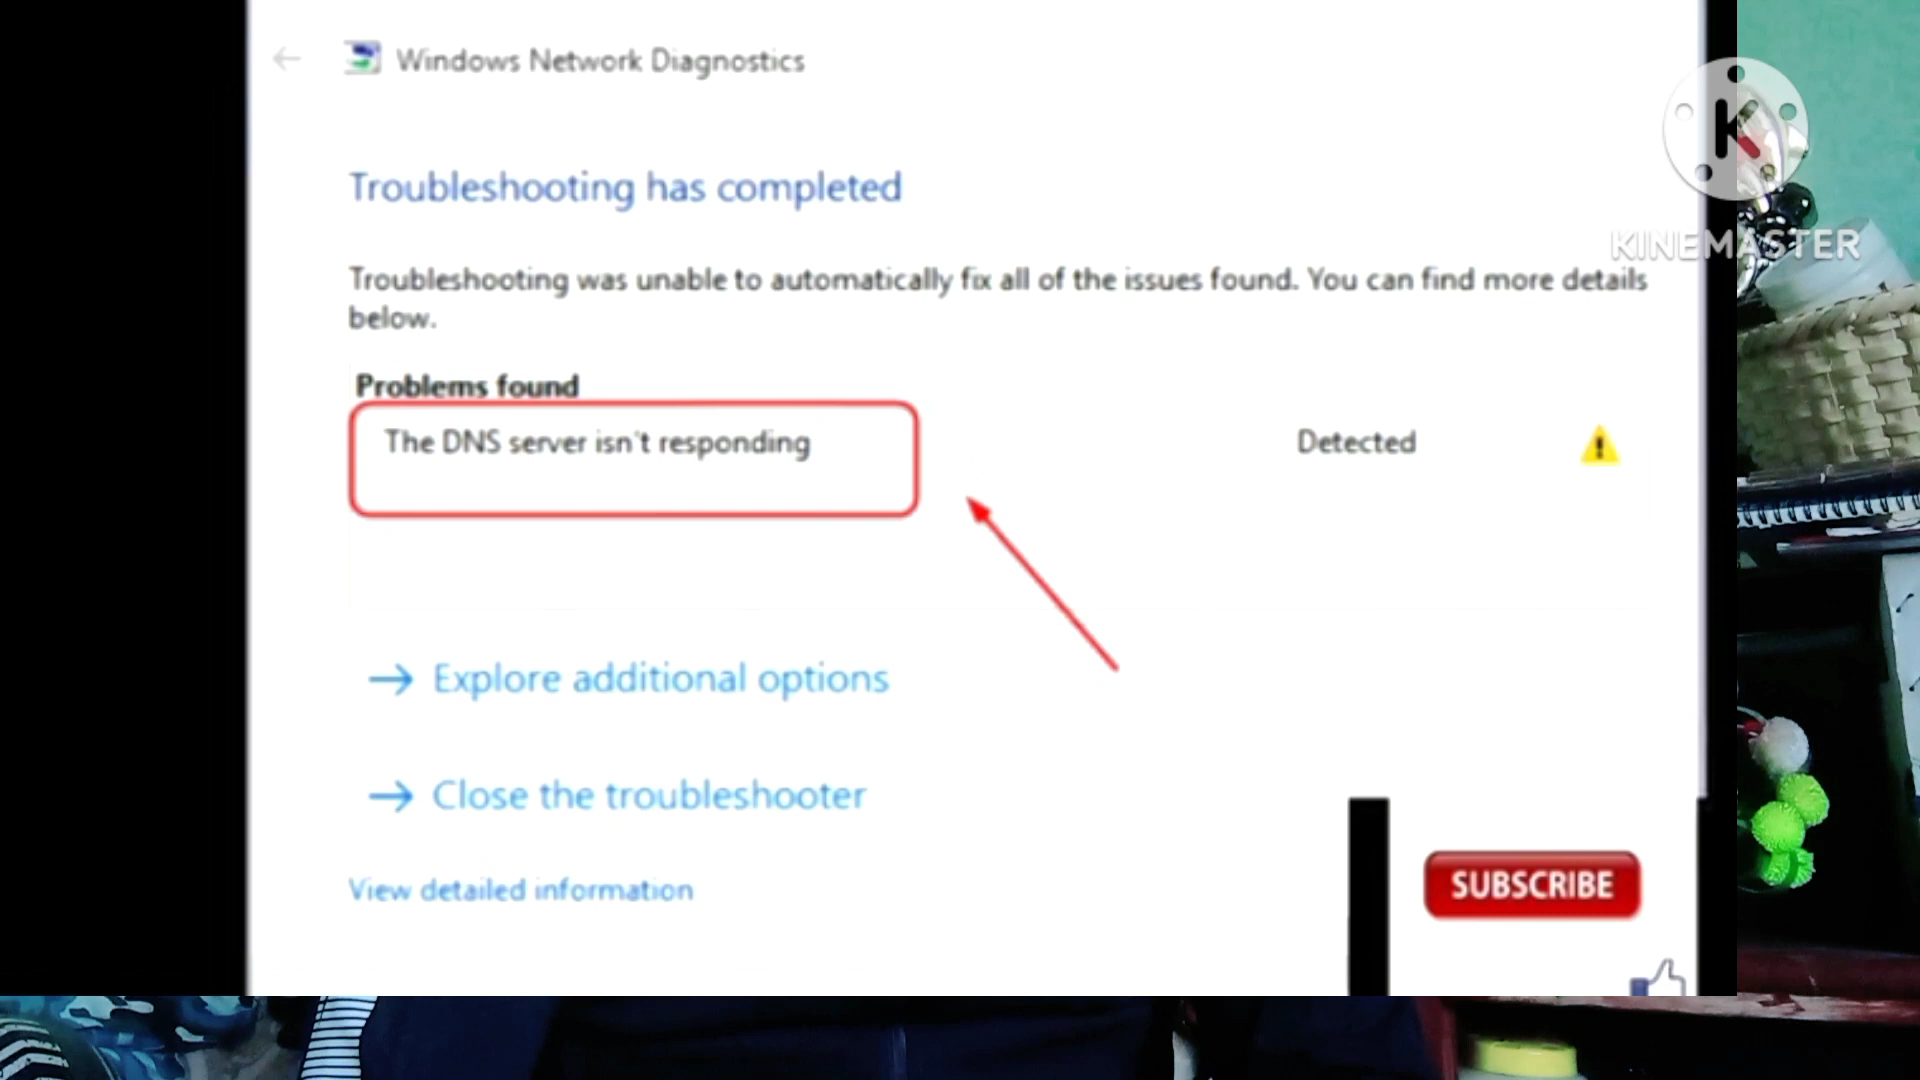 Windows Network Diagnostics
K
KINEMASTER
Troubleshooting has completed
Troubleshooting was unable to automatically fix all of the issues found. You can find more details
below.
Problems found
The DNS server isn't responding
Detected
Explore additional options
Close the troubleshooter
View detailed information
SUBSCRIBE